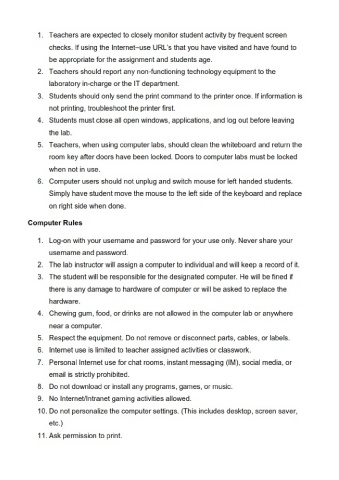 1. Teachers are expected to closely monitor student activity by frequent screen
checks. If using the Internet–use URL's that you have visited and have found to
be appropriate for the assignment and students age.
2. Teachers should report any non-functioning technology equipment to the
laboratory in-charge or the IT department.
3. Students should only send the print command to the printer once. If information is
not printing, troubleshoot the printer first.
4. Students must close all open windows, applications, and log out before leaving
the lab.
5. Teachers, when using computer labs, should clean the whiteboard and return the
room key after doors have been locked. Doors to computer labs must be locked
when not in use.
6. Computer users should not unplug and switch mouse for left handed students.
Simply have student move the mouse to the left side of the keyboard and replace
on right side when done.
Computer Rules
1. Log-on with your username and password for your use only. Never share your
username and password.
2. The lab instructor will assign a computer to individual and will keep a record of it.
3. The student will be responsible for the designated computer. He will be fined if
there is any damage to hardware of computer or will be asked to replace the
hardware.
4. Chewing gum, food, or drinks are not allowed in the computer lab or anywhere
near a computer.
5. Respect the equipment. Do not remove or disconnect parts, cables, or labels.
6. Internet use is limited to teacher assigned activities or classwork.
7. Personal Internet use for chat rooms, instant messaging (IM), social media, or
email is strictly prohibited.
8. Do not download or install any programs, games, or music.
9. No Internet/Intranet gaming activities allowed.
10. Do not personalize the computer settings. (This includes desktop, screen saver,
etc.)
11. Ask permission to print.